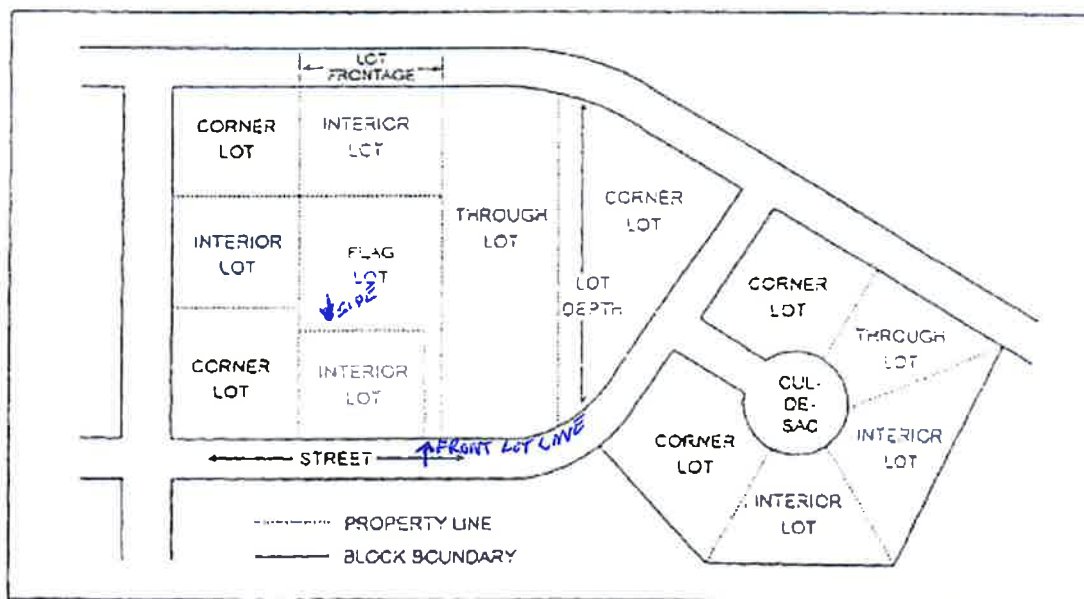 LOT
FRONTAGE
CORNER
LOT
INTERIOR
LOT
THROUGH
LOT
CORNER
LOT
INTERIOR
LOT
FLAG
LOT
SIDE
LOT
DEPTH
CORNER
LOT
INTERIOR
LOT
CORNER
LOT
THROUGH
LOT
CUL-
DE-
SAC
CORNER
LOT
INTERIOR
LOT
INTERIOR
LOT
FRONT LOT LINE
STREET
PROPERTY LINE
BLOCK BOUNDARY